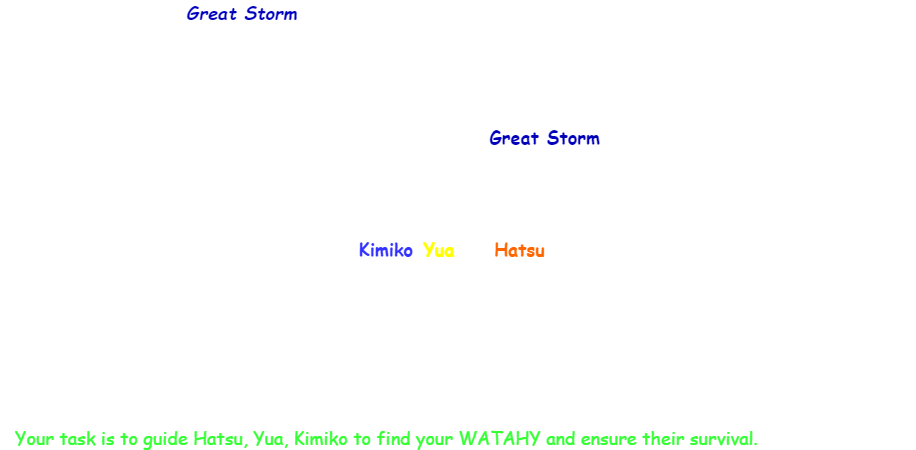 Great Storm
Great Storm
Kimiko Yua Hatsu
Your task is to guide Hatsu, Yua, Kimiko to find your WATAHY and ensure their survival.